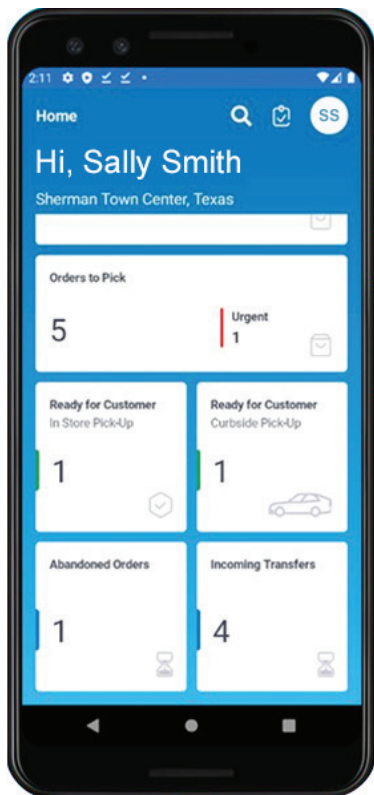 2:11
Home
SS
Hi, Sally Smith
Sherman Town Center, Texas
Orders to Pick
5
Urgent
1
Ready for Customer
In Store Pick-Up
1
Ready for Customer
Curbside Pick-Up
1
Abandoned Orders
1
Incoming Transfers
4